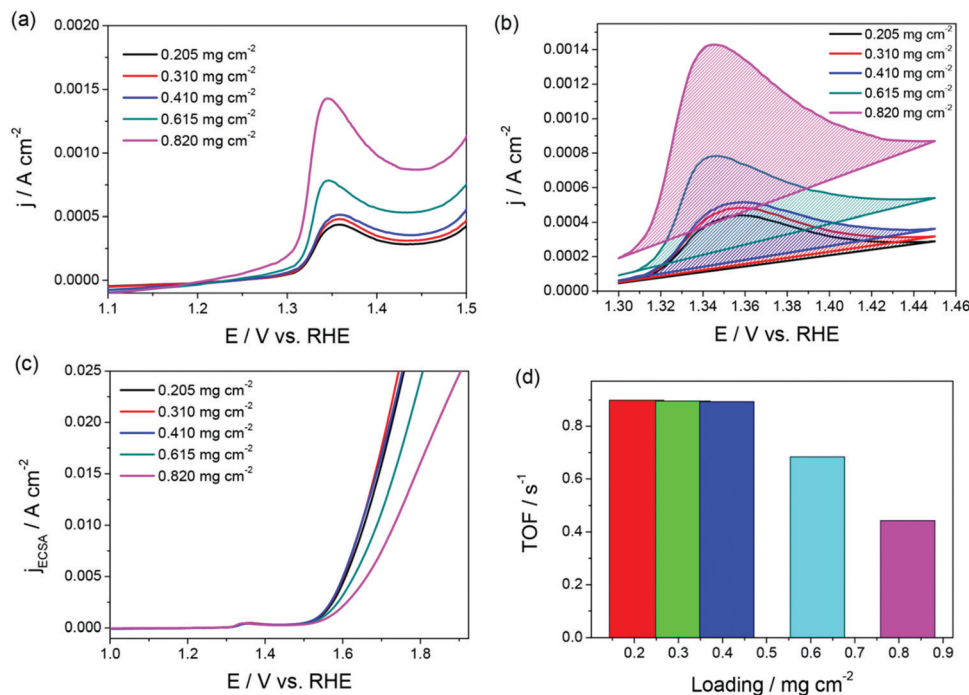 (a)
0.0020
0.0015
0.0010
0.0005
0.0000
j / A cm⁻²
0.205 mg cm⁻²
0.310 mg cm⁻²
0.410 mg cm⁻²
0.615 mg cm⁻²
0.820 mg cm⁻²
1.1 1.2 1.3 1.4 1.5
E / V vs. RHE
(b)
0.0014
0.0012
0.0010
0.0008
0.0006
0.0004
0.0002
0.0000
j / A cm⁻²
0.205 mg cm⁻²
0.310 mg cm⁻²
0.410 mg cm⁻²
0.615 mg cm⁻²
0.820 mg cm⁻²
1.30 1.32 1.34 1.36 1.38 1.40 1.42 1.44 1.46
E / V vs. RHE
(c)
0.025
0.020
0.015
0.010
0.005
0.000
j_ECSA / A cm⁻²
0.205 mg cm⁻²
0.310 mg cm⁻²
0.410 mg cm⁻²
0.615 mg cm⁻²
0.820 mg cm⁻²
1.0 1.2 1.4 1.6 1.8
E / V vs. RHE
(d)
0.8
0.6
0.4
0.2
0.0
TOF / s⁻¹
0.2 0.3 0.4 0.5 0.6 0.7 0.8 0.9
Loading / mg cm⁻²